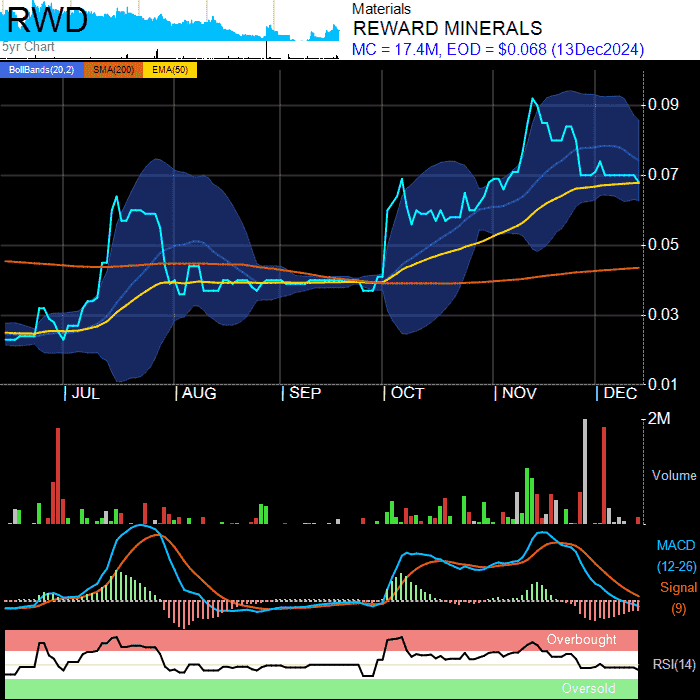 RWD
5yr Chart
Materials
REWARD MINERALS
MC = 17.4M, EOD = $0.068 (13Dec2024)
BollBands(20,2) SMA(200) EMA(50)
0.09
0.07
0.05
0.03
0.01
| JUL | AUG | SEP | OCT | NOV | DEC
2M
Volume
MACD
(12-26)
Signal
(9)
Overbought
RSI(14)
Oversold